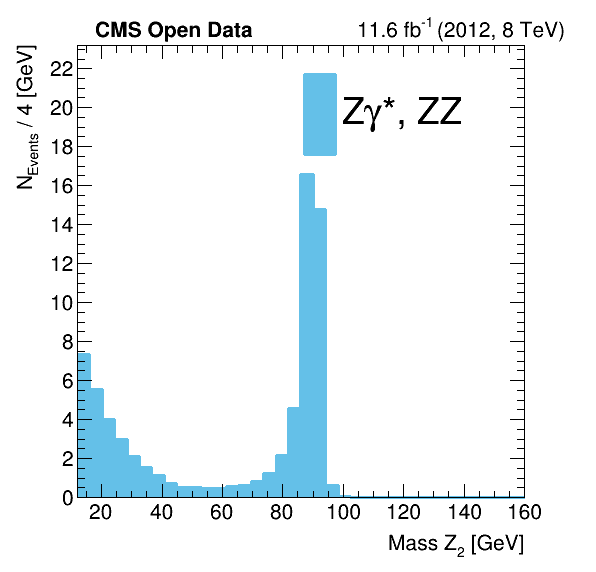 CMS Open Data 11.6 fb⁻¹ (2012, 8 TeV)
N_Events / 4 [GeV]
22
20
18
16
14
12
10
8
6
4
2
0
Zγ*, ZZ
20 40 60 80 100 120 140 160
Mass Z₂ [GeV]